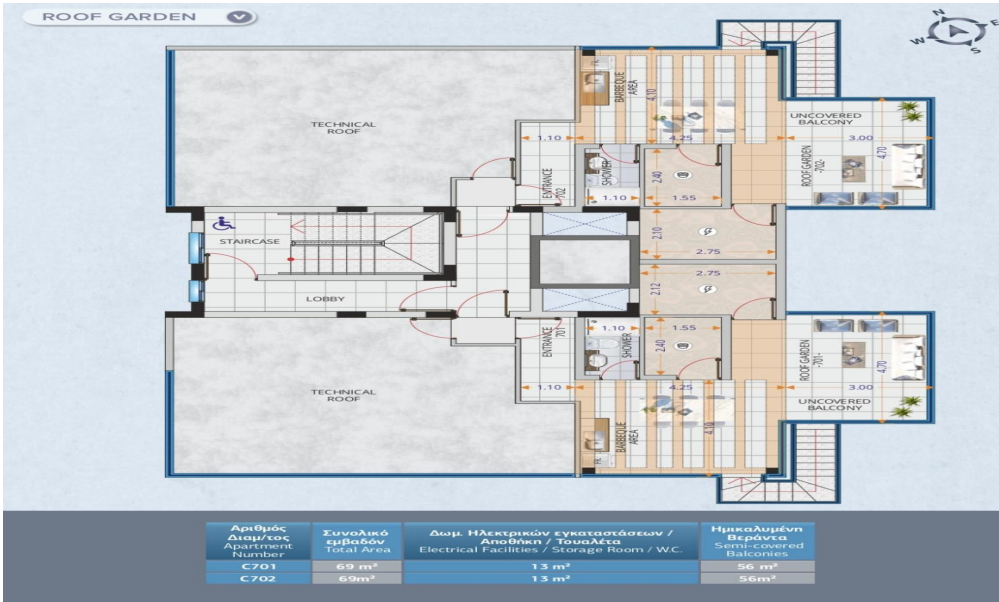 ROOF GARDEN
N
E
W
S
TECHNICAL
ROOF
BARBEQUE
AREA
FR.
4.10
4.25
1.10
UNCOVERED
BALCONY
3.00
ROOF GARDEN
-702-
4.70
ENTRANCE
-702
SHOWER
1.10
2.40
1.55
STAIRCASE
2.10
2.75
LOBBY
2.75
2.12
ENTRANCE
701
1.10
SHOWER
2.40
1.55
ROOF GARDEN
-701-
4.70
TECHNICAL
ROOF
1.10
4.25
3.00
UNCOVERED
BALCONY
BARBEQUE
AREA
FR.
4.10
Αριθμός
Διαμ/τος
Apartment
Number
Συνολικό
εμβαδόν
Total Area
Δωμ. Ηλεκτρικών εγκαταστάσεων /
Αποθήκη / Τουαλέτα
Electrical Facilities / Storage Room / W.C.
Ημικαλυμένη
Βεράντα
Semi-covered
Balconies
C701 69 m² 13 m² 56 m²
C702 69m² 13 m² 56m²